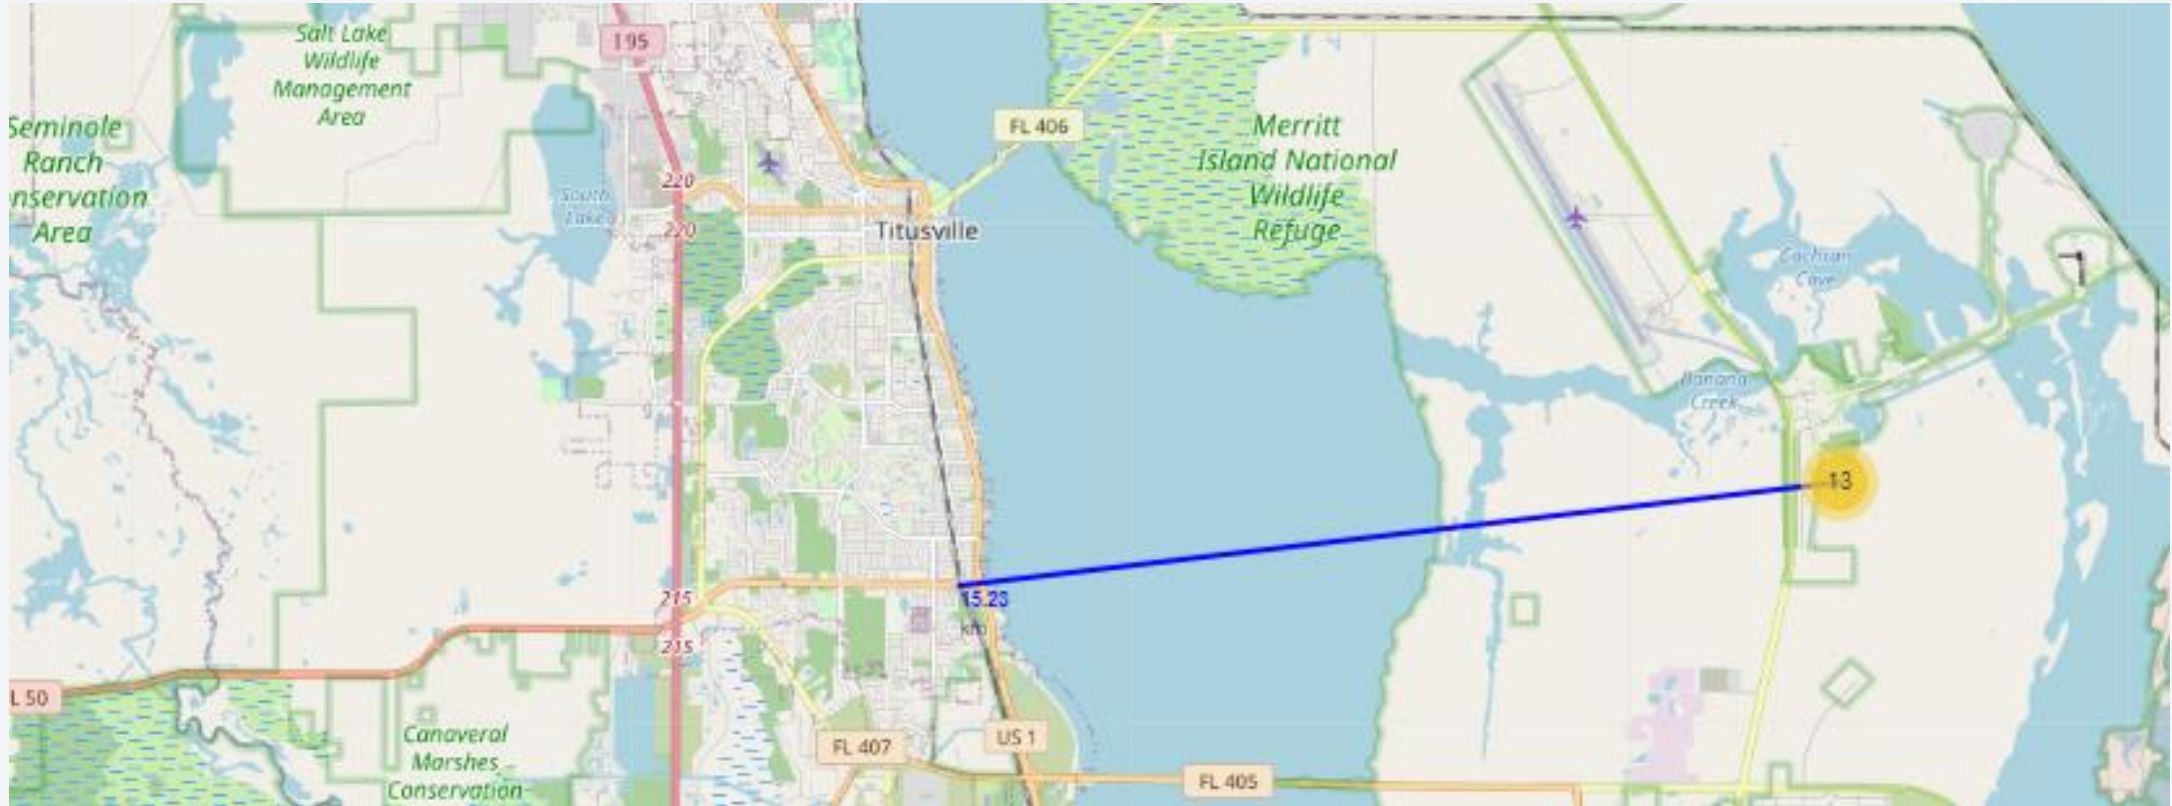 Salt Lake
Wildlife
Management
Area
I 95
Seminole
Ranch
onservation
Area
FL 406
Merritt
Island National
Wildlife
Refuge
220
South
Lake
220
Titusville
Cochran
Cove
Banana
Creek
13
215
15.23
km
215
L 50
Canaveral
Marshes
Conservation
FL 407
US 1
FL 405